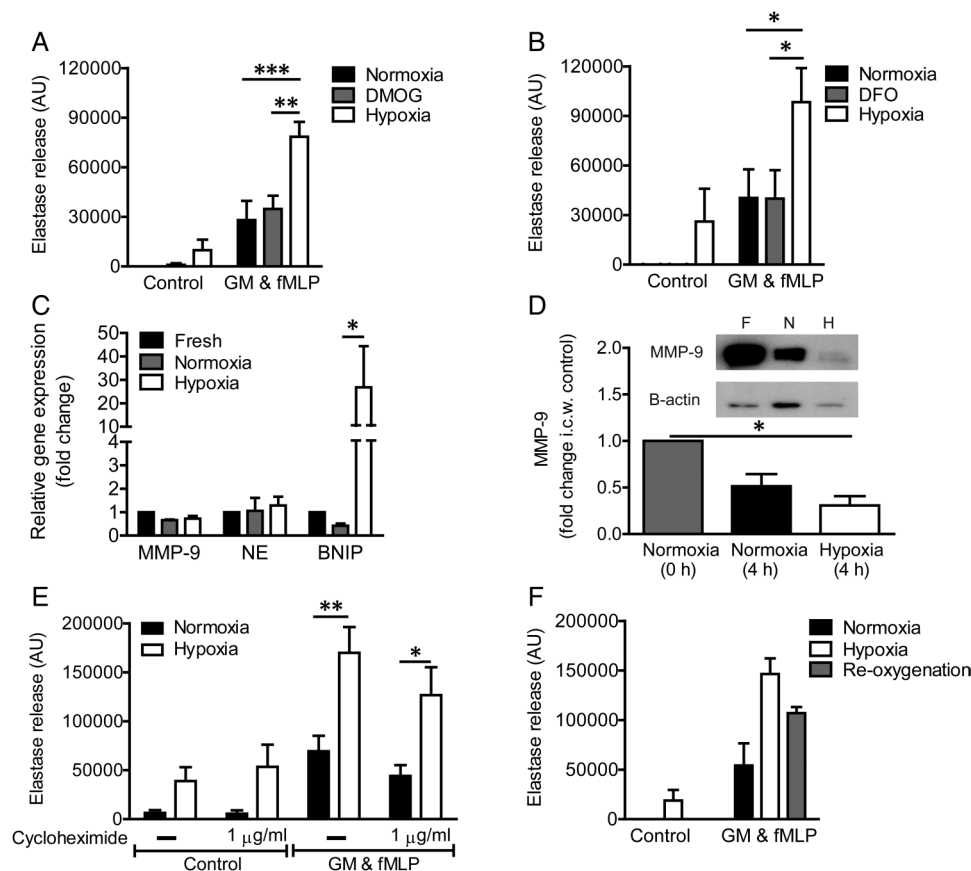 A
Elastase release (AU)
120000
90000
60000
30000
0
***
**
Normoxia
DMOG
Hypoxia
Control
GM & fMLP
B
Elastase release (AU)
120000
90000
60000
30000
0
*
*
Normoxia
DFO
Hypoxia
Control
GM & fMLP
C
Relative gene expression
(fold change)
50
40
30
20
10
4
3
2
1
0
Fresh
Normoxia
Hypoxia
*
MMP-9
NE
BNIP
D
MMP-9
(fold change i.c.w. control)
2.0
1.5
1.0
0.5
0.0
F N H
MMP-9
B-actin
*
Normoxia
(0 h)
Normoxia
(4 h)
Hypoxia
(4 h)
E
Elastase release (AU)
200000
150000
100000
50000
0
Normoxia
Hypoxia
**
*
Cycloheximide – 1 μg/ml – 1 μg/ml
Control
GM & fMLP
F
Elastase release (AU)
200000
150000
100000
50000
0
Normoxia
Hypoxia
Re-oxygenation
Control
GM & fMLP